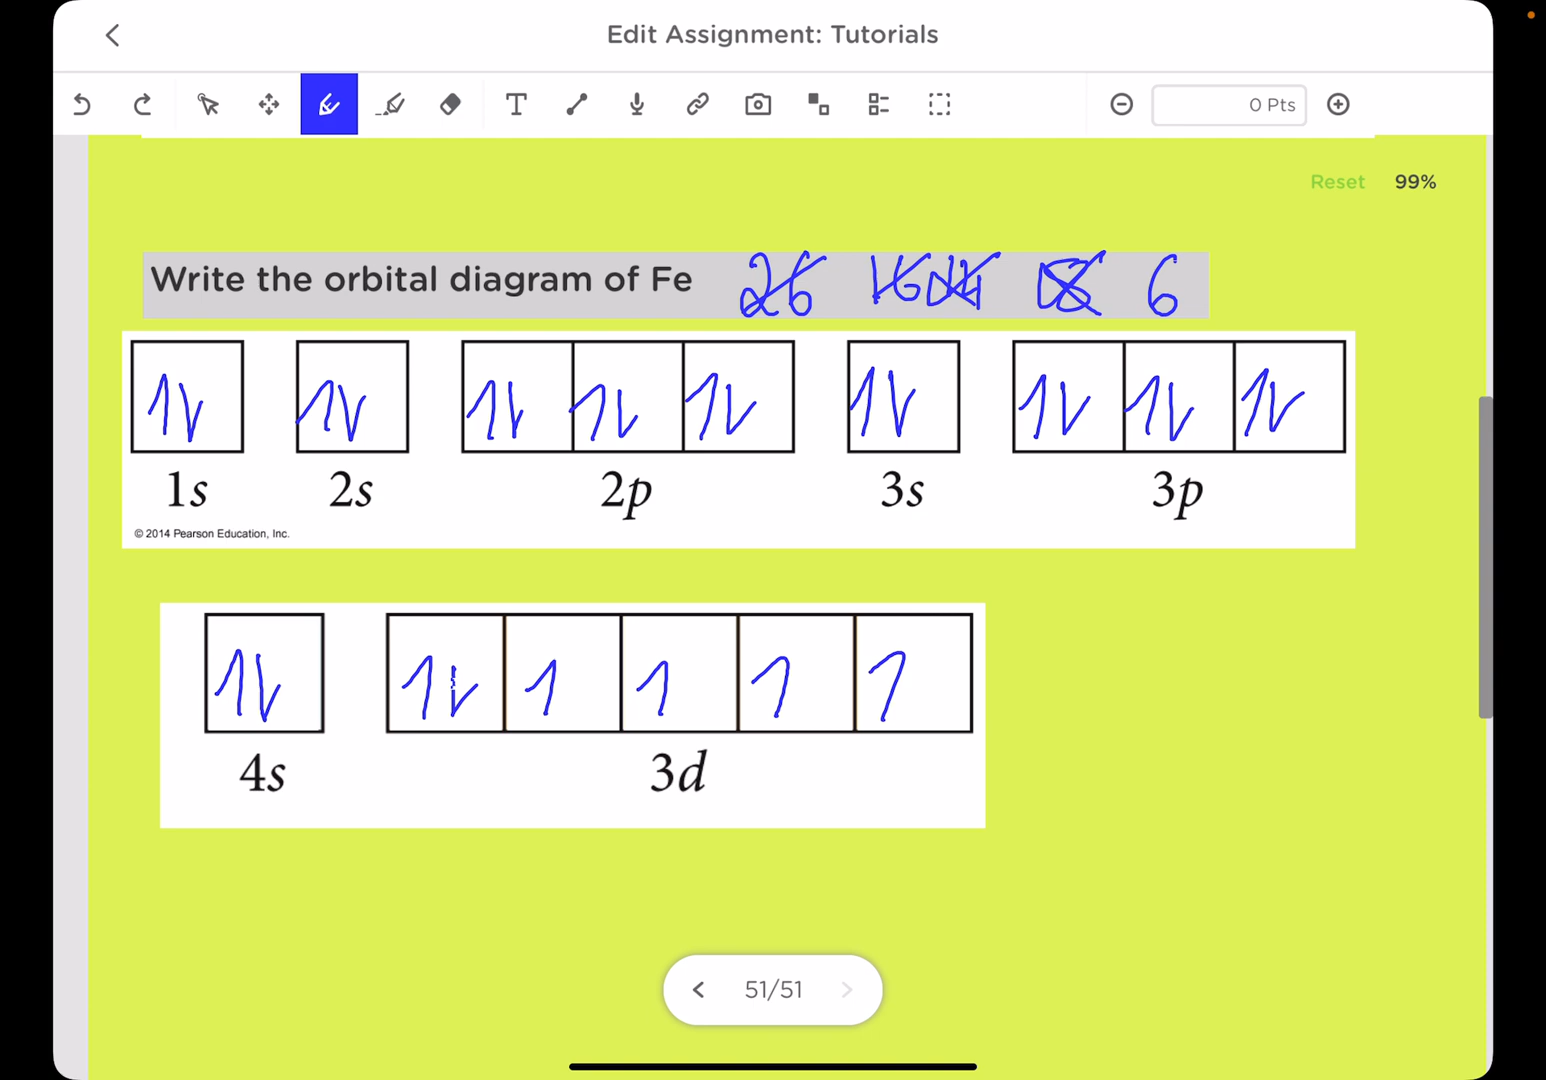 Edit Assignment: Tutorials
0 Pts
Reset 99%
Write the orbital diagram of Fe 26 6
1s 2s 2p 3s 3p
© 2014 Pearson Education, Inc.
4s 3d
51/51